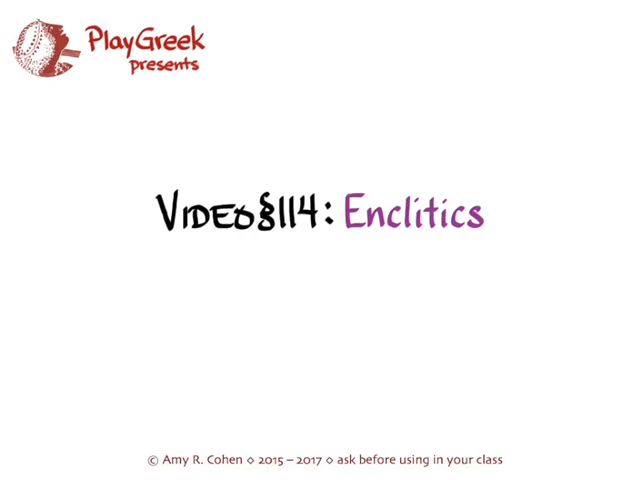 PlayGreek
presents
VIDEO§114: Enclitics
© Amy R. Cohen ◇ 2015 – 2017 ◇ ask before using in your class